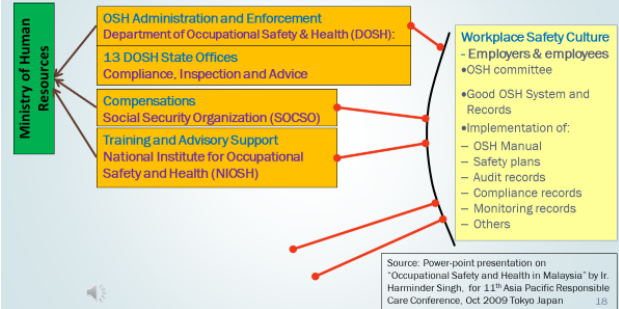 Ministry of Human
Resources
OSH Administration and Enforcement
Department of Occupational Safety & Health (DOSH):
13 DOSH State Offices
Compliance, Inspection and Advice
Compensations
Social Security Organization (SOCSO)
Training and Advisory Support
National Institute for Occupational
Safety and Health (NIOSH)
Workplace Safety Culture
- Employers & employees
•OSH committee
•Good OSH System and
Records
•Implementation of:
– OSH Manual
– Safety plans
– Audit records
– Compliance records
– Monitoring records
– Others
Source: Power-point presentation on
"Occupational Safety and Health in Malaysia" by Ir.
Harminder Singh, for 11th Asia Pacific Responsible
Care Conference, Oct 2009 Tokyo Japan
18